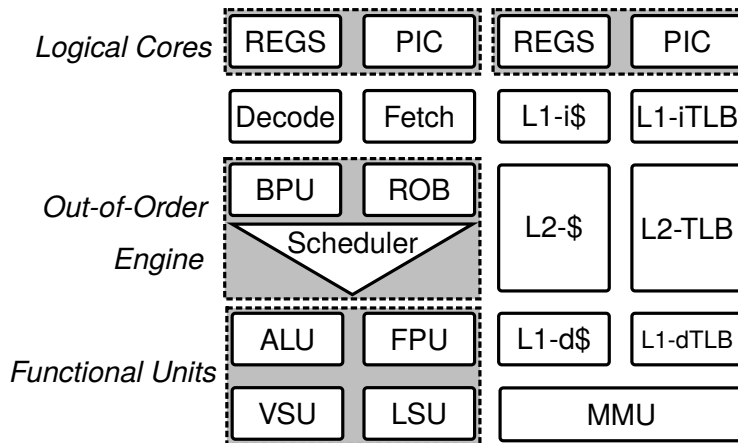 Logical Cores
REGS PIC REGS PIC
Decode Fetch L1-i$ L1-iTLB
Out-of-Order
Engine
BPU ROB
Scheduler
L2-$ L2-TLB
Functional Units
ALU FPU L1-d$ L1-dTLB
VSU LSU MMU